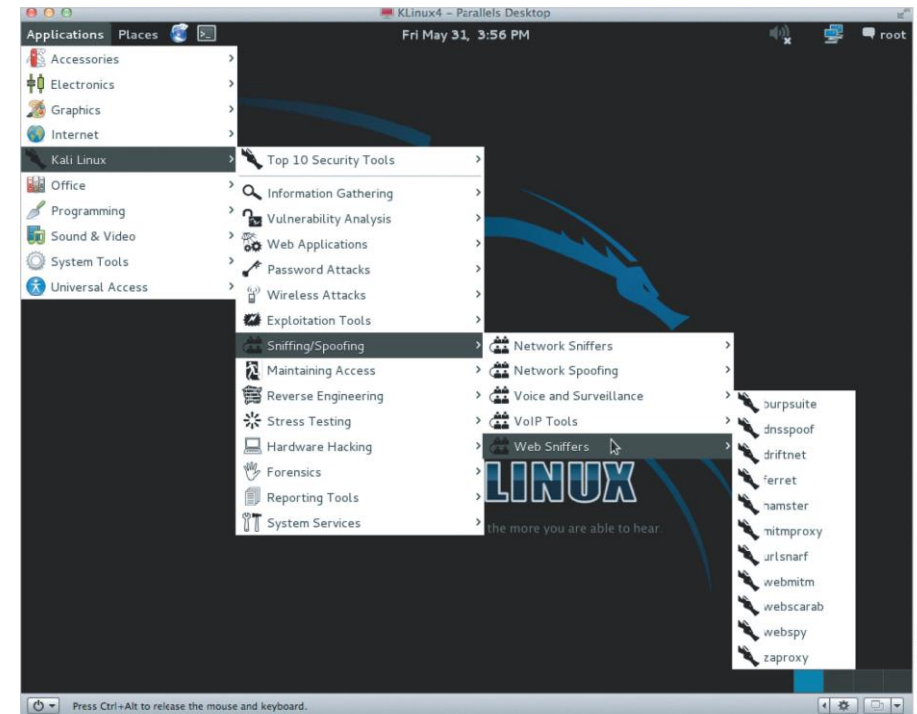 KLinux4 – Parallels Desktop
Applications Places Fri May 31, 3:56 PM root
Accessories
Electronics
Graphics
Internet
Kali Linux
Office
Programming
Sound & Video
System Tools
Universal Access
Top 10 Security Tools
Information Gathering
Vulnerability Analysis
Web Applications
Password Attacks
Wireless Attacks
Exploitation Tools
Sniffing/Spoofing
Maintaining Access
Reverse Engineering
Stress Testing
Hardware Hacking
Forensics
Reporting Tools
System Services
Network Sniffers
Network Spoofing
Voice and Surveillance
VoIP Tools
Web Sniffers
burpsuite
dnsspoof
driftnet
ferret
hamster
mitmproxy
urlsnarf
webmitm
webscarab
webspy
zaproxy
LINUX
the more you are able to hear.
Press Ctrl+Alt to release the mouse and keyboard.